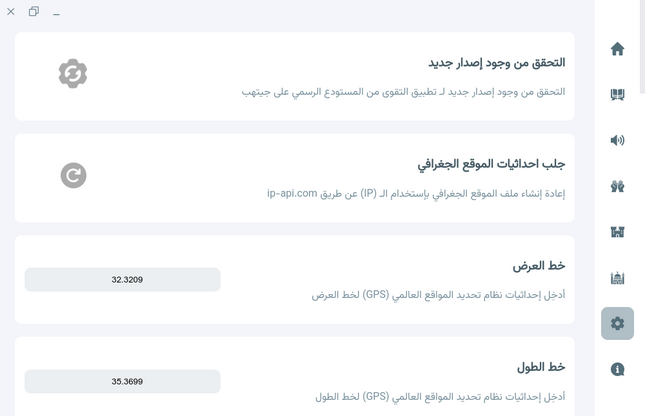 التحقق من وجود إصدار جديد
التحقق من وجود إصدار جديد لـ تطبيق التقوى من المستودع الرسمي على جيتهب
جلب احداثيات الموقع الجغرافي
إعادة إنشاء ملف الموقع الجغرافي بإستخدام الـ (IP) عن طريق ip-api.com
خط العرض
أدخِل إحداثيات نظام تحديد المواقع العالمي (GPS) لخط العرض
32.3209
خط الطول
أدخِل إحداثيات نظام تحديد المواقع العالمي (GPS) لخط الطول
35.3699